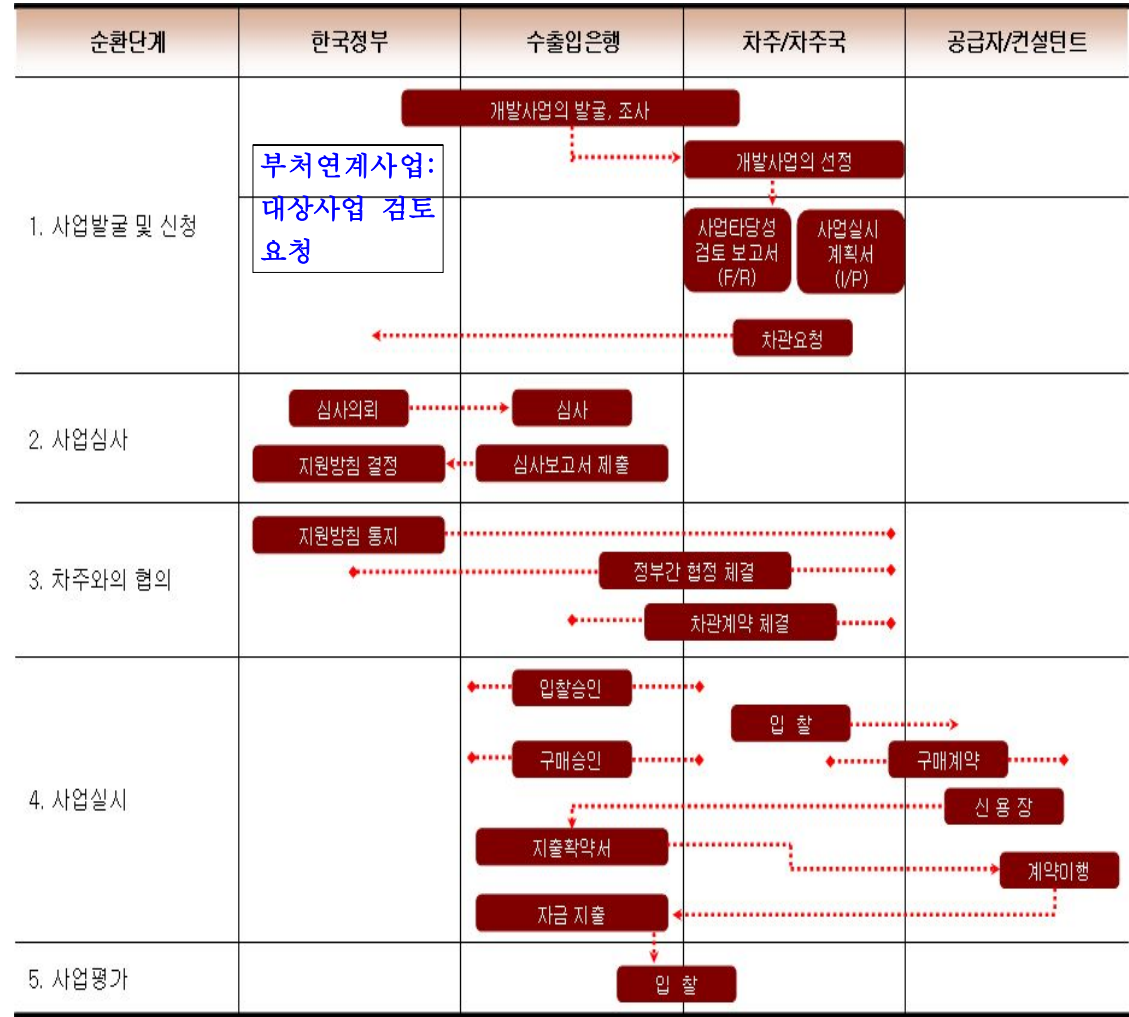 순환단계
한국정부
수출입은행
차주/차주국
공급자/컨설턴트
1. 사업발굴 및 신청
개발사업의 발굴, 조사
부처연계사업:
대상사업 검토
요청
개발사업의 선정
사업타당성
검토 보고서
(F/R)
사업실시
계획서
(I/P)
차관요청
2. 사업심사
심사의뢰
심사
지원방침 결정
심사보고서 제출
3. 차주와의 협의
지원방침 통지
정부간 협정 체결
차관계약 체결
4. 사업실시
입찰승인
입 찰
구매승인
구매계약
신 용 장
지출확약서
계약이행
자금 지출
5. 사업평가
입 찰